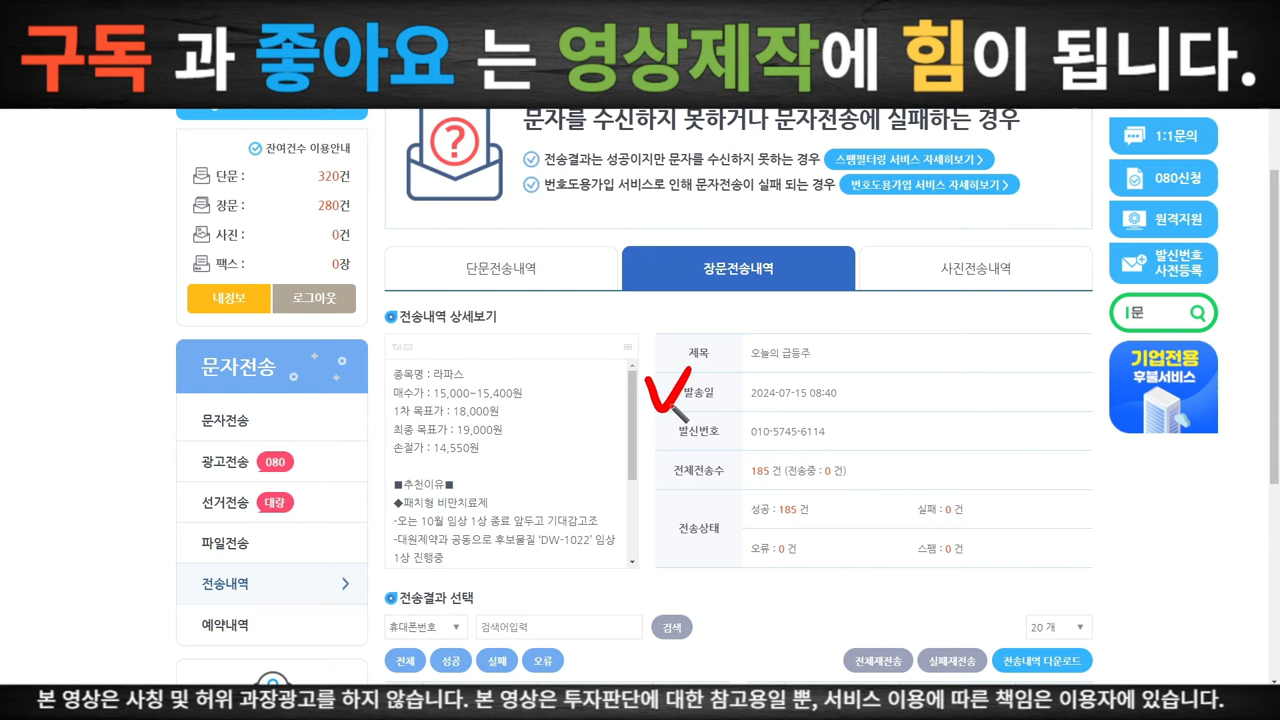 구독 과 좋아요 는 영상제작에 힘이 됩니다.
문자를 수신하지 못하거나 문자전송에 실패하는 경우
전송결과는 성공이지만 문자를 수신하지 못하는 경우 스팸필터링 서비스 자세히보기 >
번호도용가입 서비스로 인해 문자전송이 실패 되는 경우 번호도용가입 서비스 자세히보기 >
잔여건수 이용안내
단문 : 320건
장문 : 280건
사진 : 0건
팩스 : 0장
내정보 로그아웃
문자전송
문자전송
광고전송 080
선거전송 대량
파일전송
전송내역
예약내역
단문전송내역 장문전송내역 사진전송내역
전송내역 상세보기
종목명 : 라파스
매수가 : 15,000~15,400원
1차 목표가 : 18,000원
최종 목표가 : 19,000원
손절가 : 14,550원
■추천이유■
◆패치형 비만치료제
-오는 10월 임상 1상 종료 앞두고 기대감고조
-대원제약과 공동으로 후보물질 ‘DW-1022’ 임상
1상 진행중
제목 오늘의 급등주
발송일 2024-07-15 08:40
발신번호 010-5745-6114
전체전송수 185 건 (전송중 : 0 건)
전송상태
성공 : 185 건 실패 : 0 건
오류 : 0 건 스팸 : 0 건
전송결과 선택
휴대폰번호 검색어입력 검색 20 개
전체 성공 실패 오류 전체재전송 실패재전송 전송내역 다운로드
1:1문의
080신청
원격지원
발신번호
사전등록
문
기업전용
후불서비스
본 영상은 사칭 및 허위 과장광고를 하지 않습니다. 본 영상은 투자판단에 대한 참고용일 뿐, 서비스 이용에 따른 책임은 이용자에 있습니다.